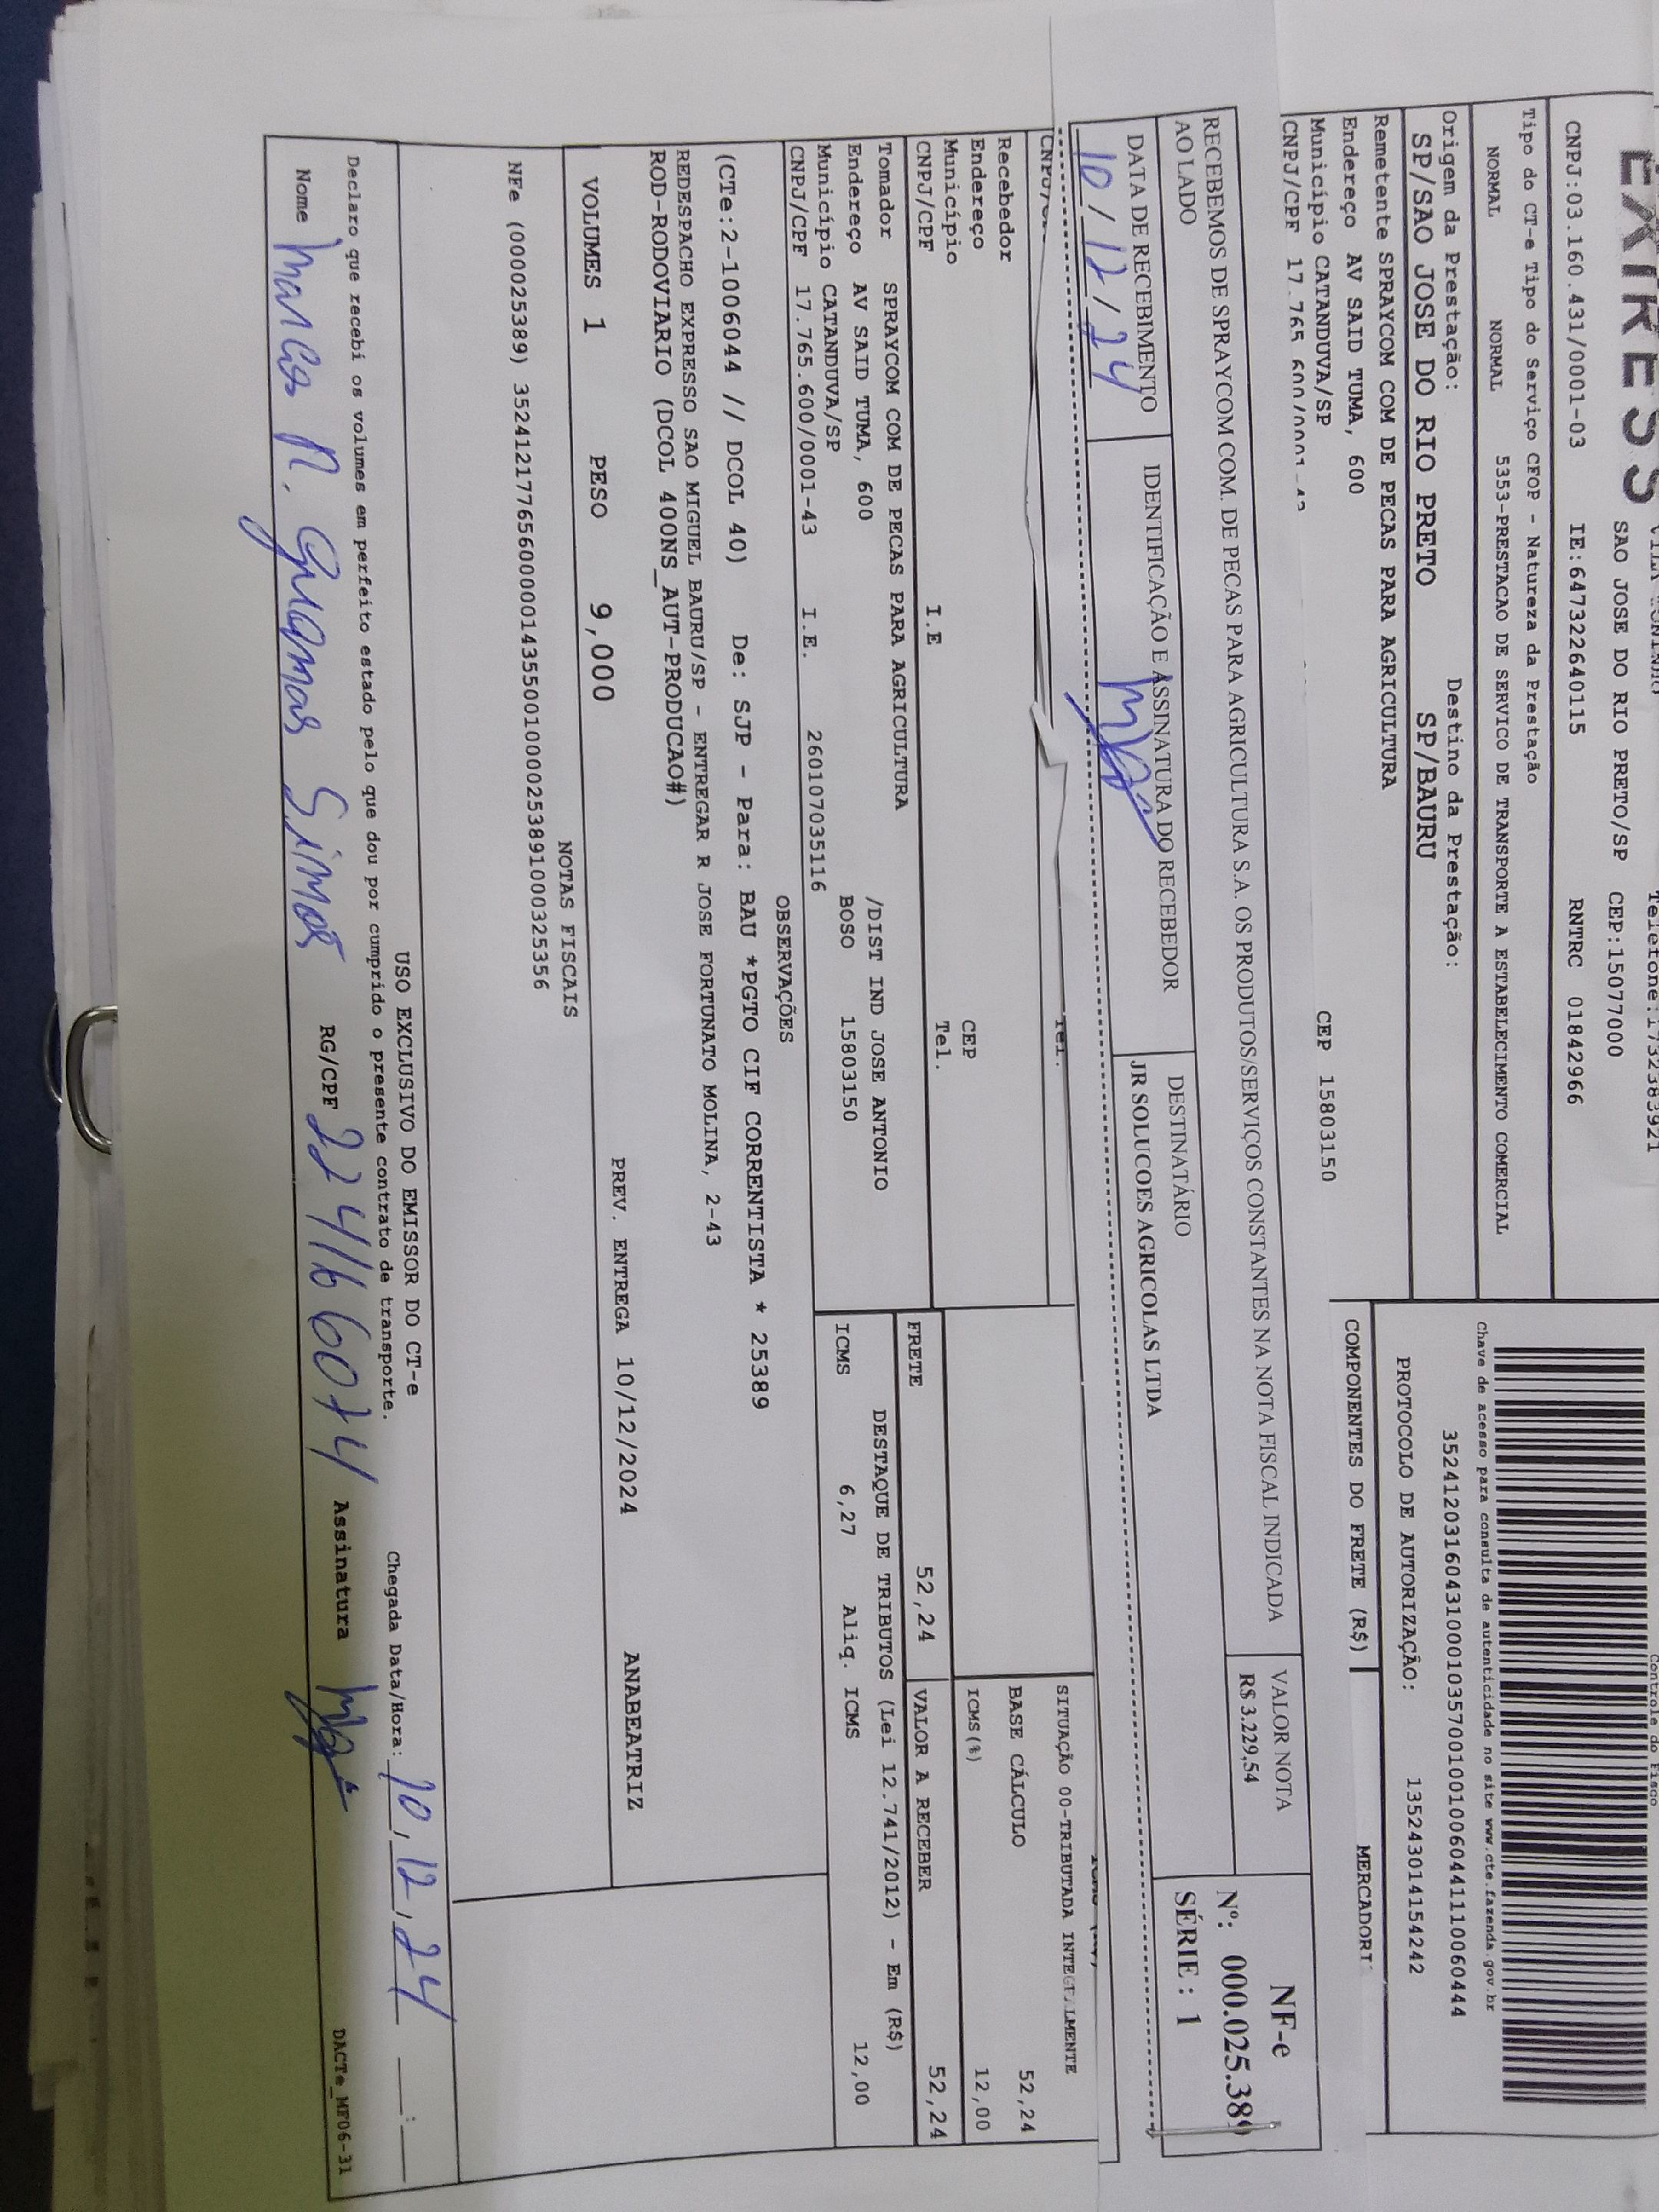 EXPRESS
SAO JOSE DO RIO PRETO/SP CEP:15077000
CNPJ:03.160.431/0001-03 IE:647322640115 RNTRC 01842966
Tipo do CT-e Tipo do Serviço CFOP - Natureza da Prestação
NORMAL NORMAL 5353-PRESTACAO DE SERVICO DE TRANSPORTE A ESTABELECIMENTO COMERCIAL
Origem da Prestação: Destino da Prestação:
SP/SAO JOSE DO RIO PRETO SP/BAURU
Remetente SPRAYCOM COM DE PECAS PARA AGRICULTURA
Endereço AV SAID TUMA, 600
Município CATANDUVA/SP CEP 15803150
CNPJ/CPF 17.765.600/0001-43
Controle do Fisco
Chave de acesso para consulta de autenticidade no site www.cte.fazenda.gov.br
35241203160431000103570010010060441110060444
PROTOCOLO DE AUTORIZAÇÃO: 135243014154242
COMPONENTES DO FRETE (R$)
RECEBEMOS DE SPRAYCOM COM. DE PECAS PARA AGRICULTURA S.A. OS PRODUTOS/SERVIÇOS CONSTANTES NA NOTA FISCAL INDICADA
AO LADO
VALOR NOTA
R$ 3.229,54
NF-e
Nº: 000.025.389
SÉRIE : 1
DATA DE RECEBIMENTO IDENTIFICAÇÃO E ASSINATURA DO RECEBEDOR DESTINATÁRIO
10/12/24 JR SOLUCOES AGRICOLAS LTDA
Tel.
Recebedor
Endereço CEP
Município Tel.
CNPJ/CPF I.E
SITUAÇÃO 00-TRIBUTADA INTEGRALMENTE
BASE CÁLCULO 52,24
ICMS(%) 12,00
FRETE 52,24 VALOR A RECEBER 52,24
Tomador SPRAYCOM COM DE PECAS PARA AGRICULTURA /DIST IND JOSE ANTONIO
Endereço AV SAID TUMA, 600 BOSO 15803150
Município CATANDUVA/SP
CNPJ/CPF 17.765.600/0001-43 I.E. 260107035116
DESTAQUE DE TRIBUTOS (Lei 12.741/2012) - Em (R$)
ICMS 6,27 Aliq. ICMS 12,00
OBSERVAÇÕES
(CTe:2-1006044 // DCOL 40) De: SJP - Para: BAU *PGTO CIF CORRENTISTA * 25389
REDESPACHO EXPRESSO SAO MIGUEL BAURU/SP - ENTREGAR R JOSE FORTUNATO MOLINA, 2-43
ROD-RODOVIARIO (DCOL 400NS_AUT-PRODUCAO#)
VOLUMES 1 PESO 9,000 PREV. ENTREGA 10/12/2024 ANABEATRIZ
NOTAS FISCAIS
NFe (000025389) 35241217765600000143550010000253891000325356
USO EXCLUSIVO DO EMISSOR DO CT-e
Declaro que recebi os volumes em perfeito estado pelo que dou por cumprido o presente contrato de transporte.
Chegada Data/Hora: 10,12,24 __:__
Nome Marcos RG/CPF Assinatura
DACTe_MF06-31